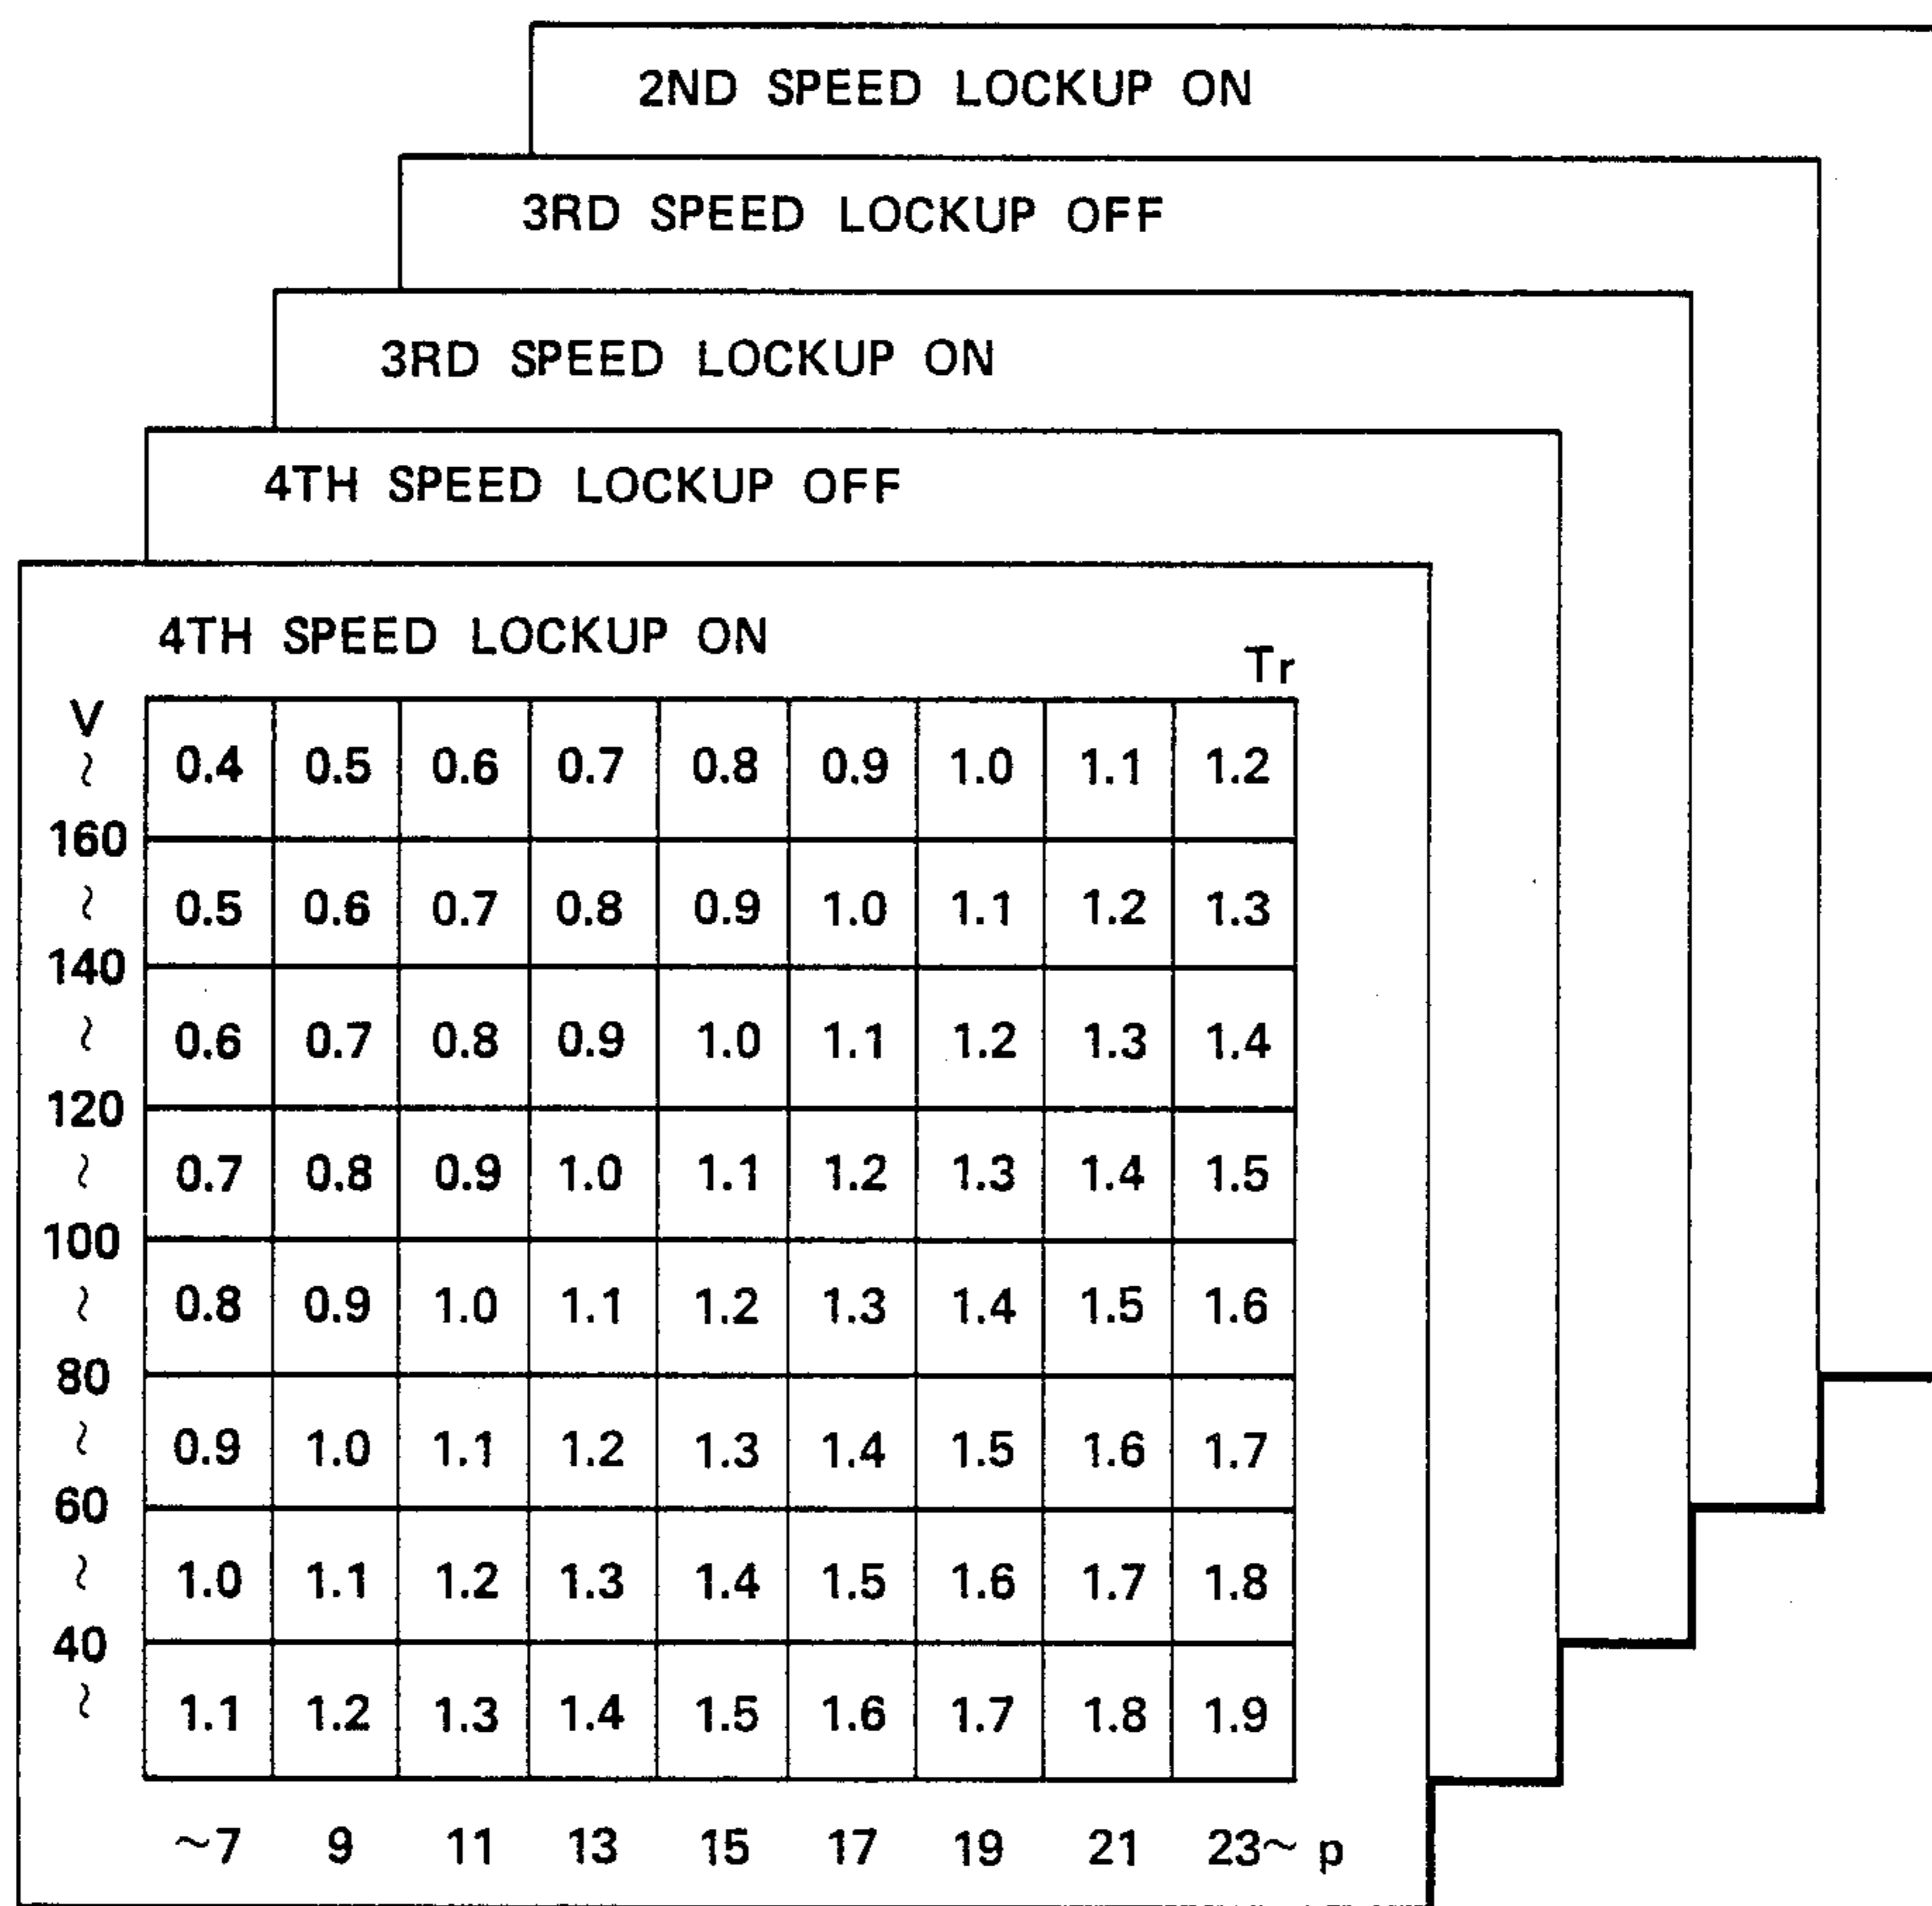 2ND SPEED LOCKUP ON
3RD SPEED LOCKUP OFF
3RD SPEED LOCKUP ON
4TH SPEED LOCKUP OFF
4TH SPEED LOCKUP ON
Tr
V
~ 0.4 0.5 0.6 0.7 0.8 0.9 1.0 1.1 1.2
160
~ 0.5 0.6 0.7 0.8 0.9 1.0 1.1 1.2 1.3
140
~ 0.6 0.7 0.8 0.9 1.0 1.1 1.2 1.3 1.4
120
~ 0.7 0.8 0.9 1.0 1.1 1.2 1.3 1.4 1.5
100
~ 0.8 0.9 1.0 1.1 1.2 1.3 1.4 1.5 1.6
80
~ 0.9 1.0 1.1 1.2 1.3 1.4 1.5 1.6 1.7
60
~ 1.0 1.1 1.2 1.3 1.4 1.5 1.6 1.7 1.8
40
~ 1.1 1.2 1.3 1.4 1.5 1.6 1.7 1.8 1.9
~7 9 11 13 15 17 19 21 23~ p